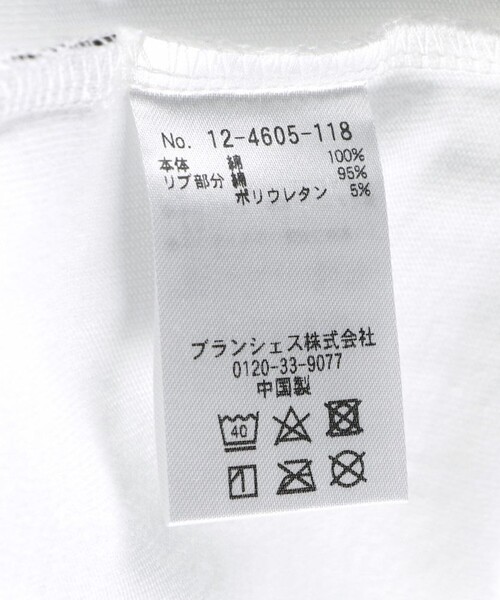 No. 12-4605-118
本体 綿 100%
リブ部分 綿 95%
ポリウレタン 5%
ブランシェス株式会社
0120-33-9077
中国製
40